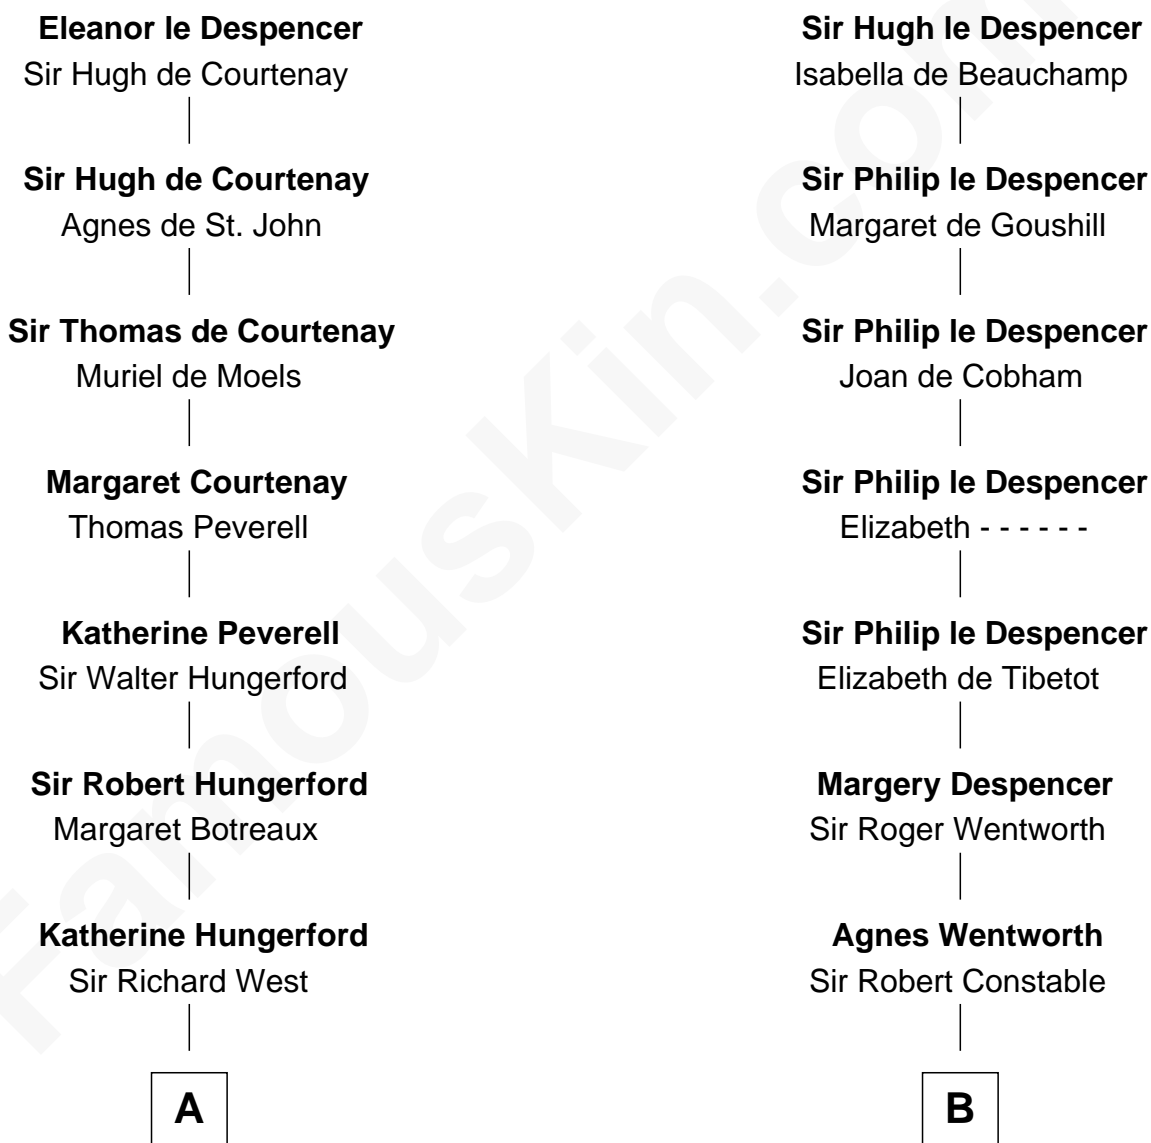 Eleanor le Despencer
Sir Hugh de Courtenay
Sir Hugh de Courtenay
Agnes de St. John
Sir Thomas de Courtenay
Muriel de Moels
Margaret Courtenay
Thomas Peverell
Katherine Peverell
Sir Walter Hungerford
Sir Robert Hungerford
Margaret Botreaux
Katherine Hungerford
Sir Richard West
A
Sir Hugh le Despencer
Isabella de Beauchamp
Sir Philip le Despencer
Margaret de Goushill
Sir Philip le Despencer
Joan de Cobham
Sir Philip le Despencer
Elizabeth - - - - - -
Sir Philip le Despencer
Elizabeth de Tibetot
Margery Despencer
Sir Roger Wentworth
Agnes Wentworth
Sir Robert Constable
B
FamousKin.com